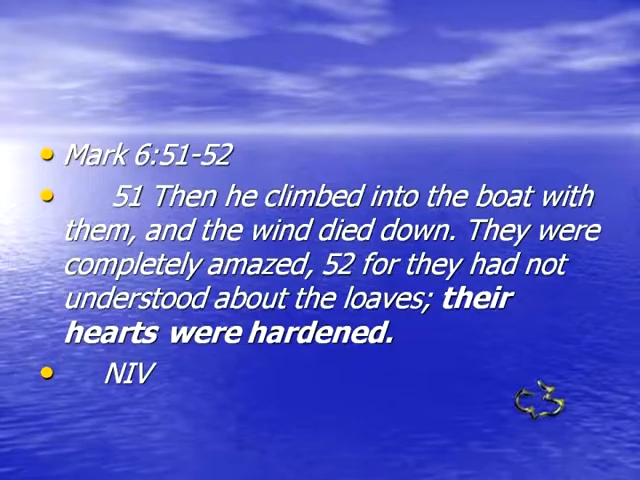 • Mark 6:51-52
• 51 Then he climbed into the boat with
them, and the wind died down. They were
completely amazed, 52 for they had not
understood about the loaves; their
hearts were hardened.
• NIV